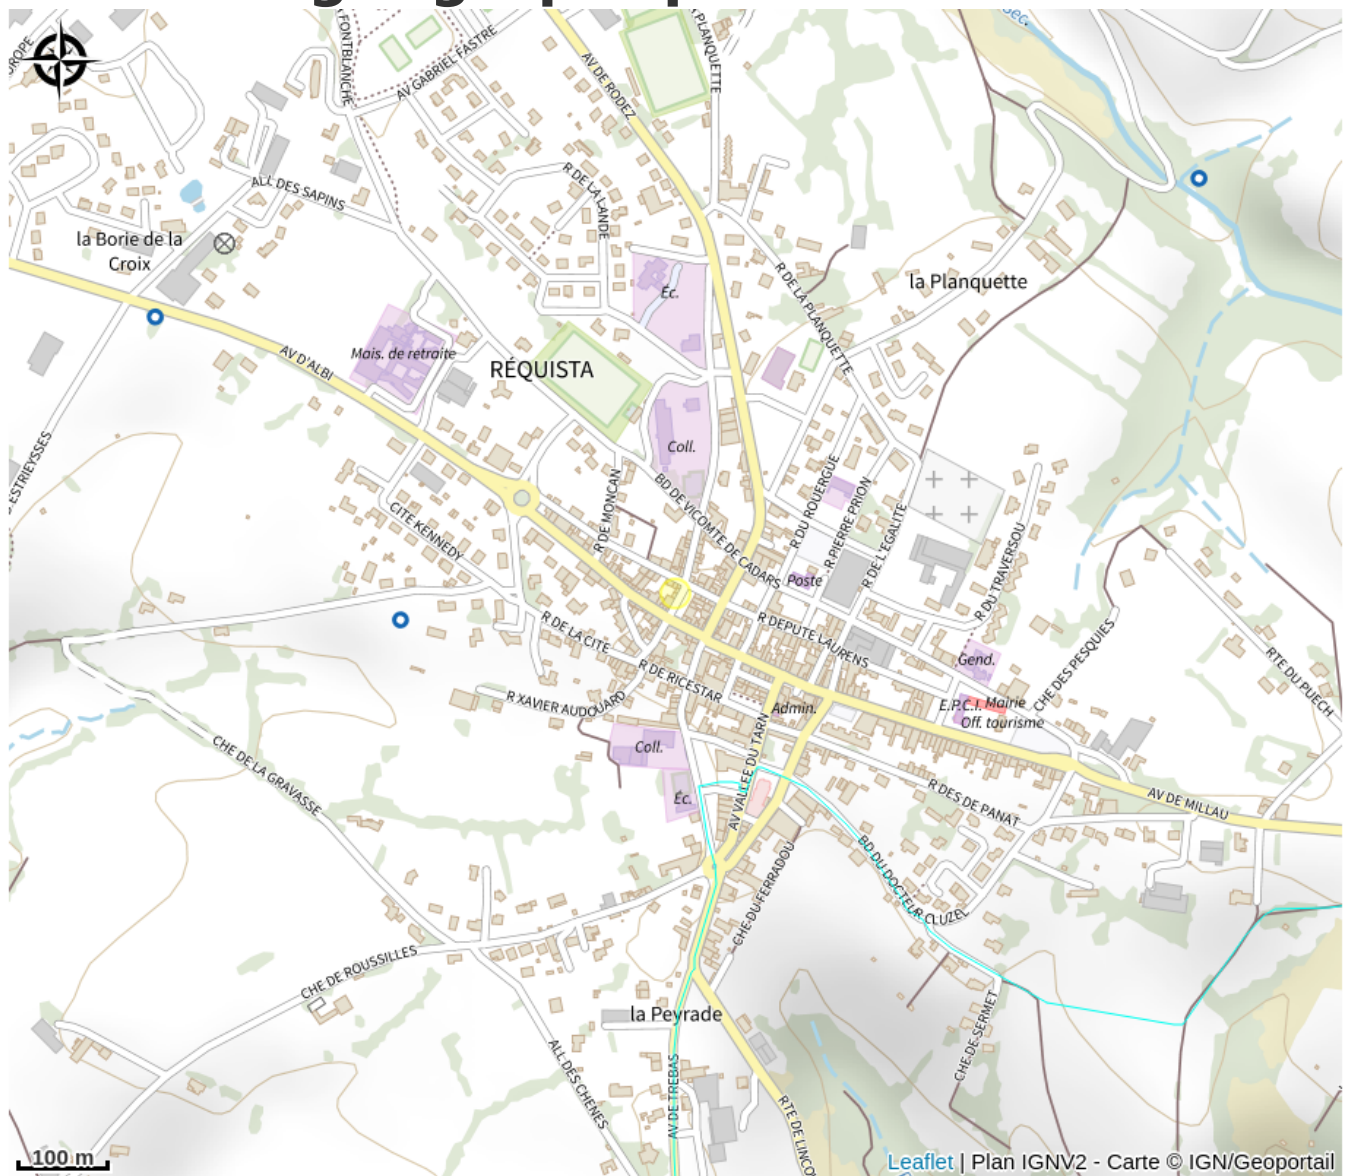 FONTBLANCHE
AV GABRIEL FASTRE
AV DE RODEZ
PLANQUETTE
ALL DES SAPINS
R DE LA LANDE
la Borie de la
Croix
Éc.
R DE LA PLANQUETTE
la Planquette
AV D'ALBI
Mais. de retraite
RÉQUISTA
Coll.
ESTRIEYSSES
CITE KENNEDY
R DE MONCAN
BD DE VICOMTE DE CADARS
R DU ROUERGUE
R PIERRE PRION
R DE L'EGALITE
R DU TRAVERSOU
Poste
R DE LA CITE
R DEPUTE LAURENS
R DE RICESTAR
Gend.
R XAVIER AUDOUARD
Admin.
E.P.C.I.
Mairie
Off. tourisme
CHE DES PESQUIES
RTE DU PUECH
Coll.
Éc.
AV VALLEE DU TARN
CHE DE LA GRAVASSE
R DES DE PANAT
AV DE MILLAU
BD DU DOCTEUR CLUZEL
CHE DU FERRADOU
CHE DE ROUSSILLES
la Peyrade
CHE DE SERMET
ALL DES CHENES
AV DE TREBAS
RTE DE LINCO
100 m
Leaflet | Plan IGNV2 - Carte © IGN/Geoportail